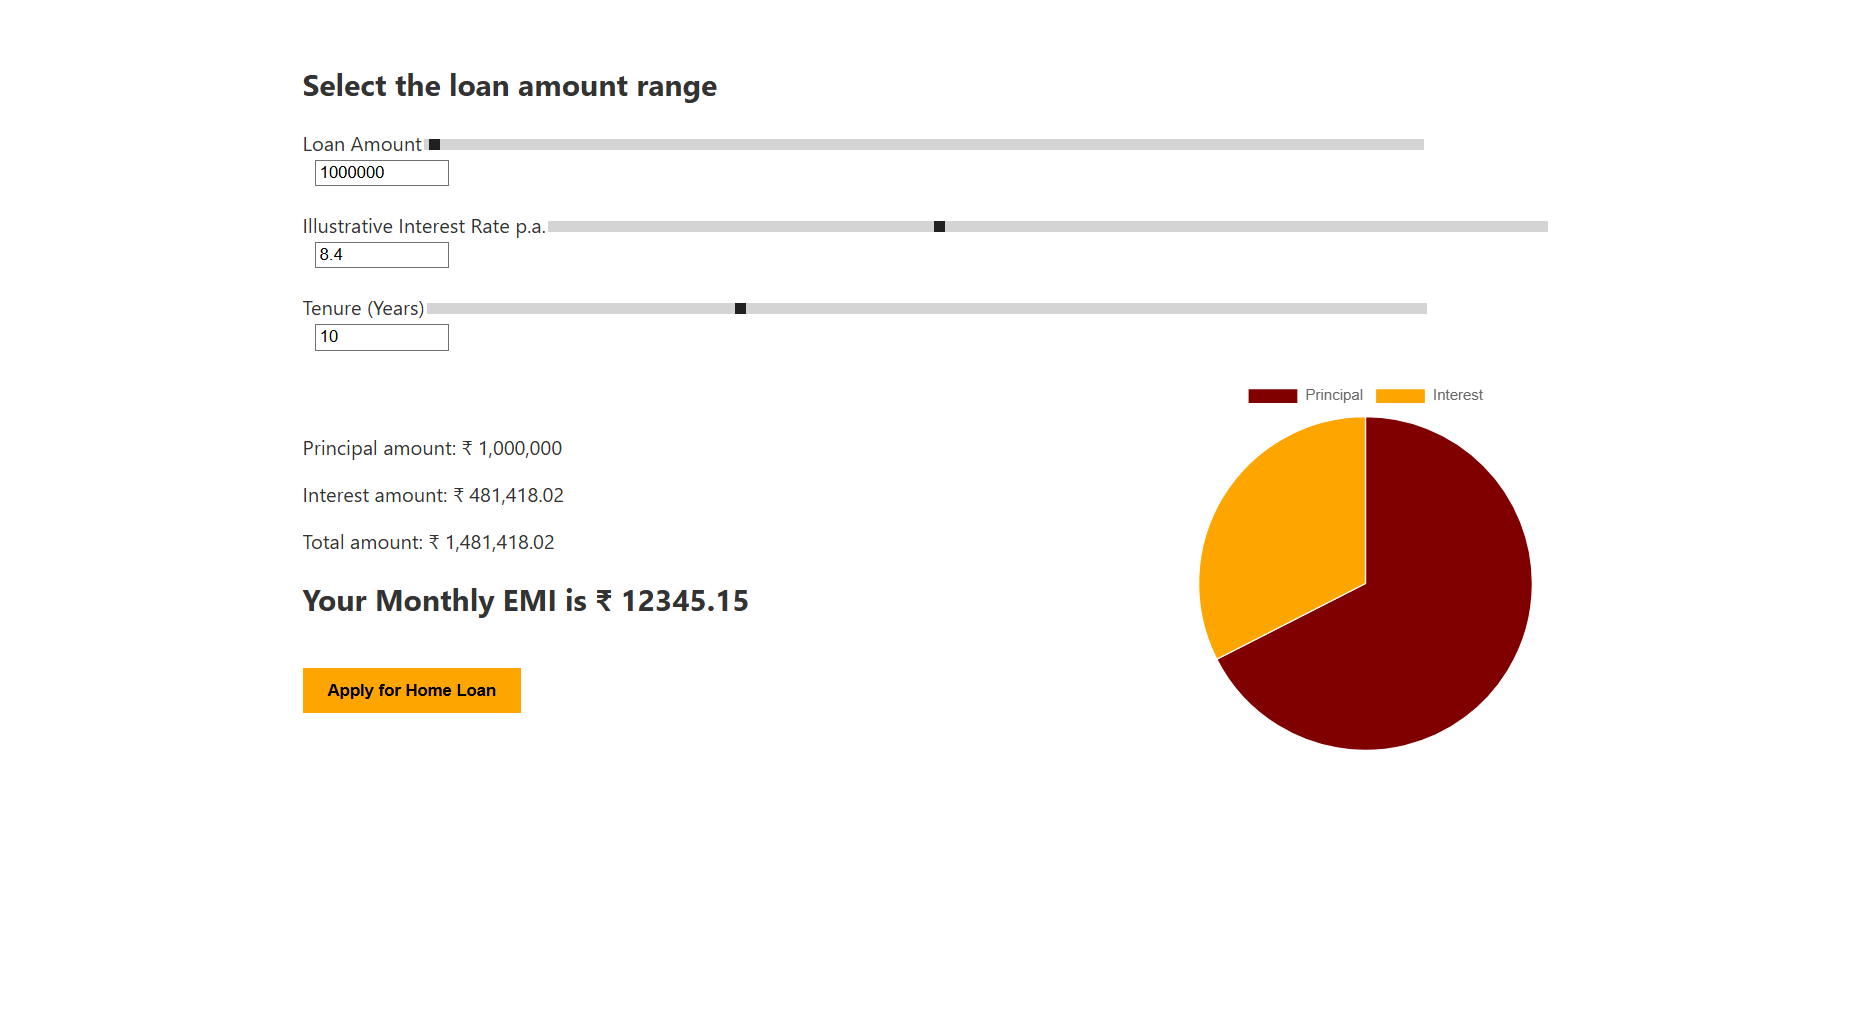 Select the loan amount range
Loan Amount
1000000
Illustrative Interest Rate p.a.
8.4
Tenure (Years)
10
Principal Interest
Principal amount: ₹ 1,000,000
Interest amount: ₹ 481,418.02
Total amount: ₹ 1,481,418.02
Your Monthly EMI is ₹ 12345.15
Apply for Home Loan